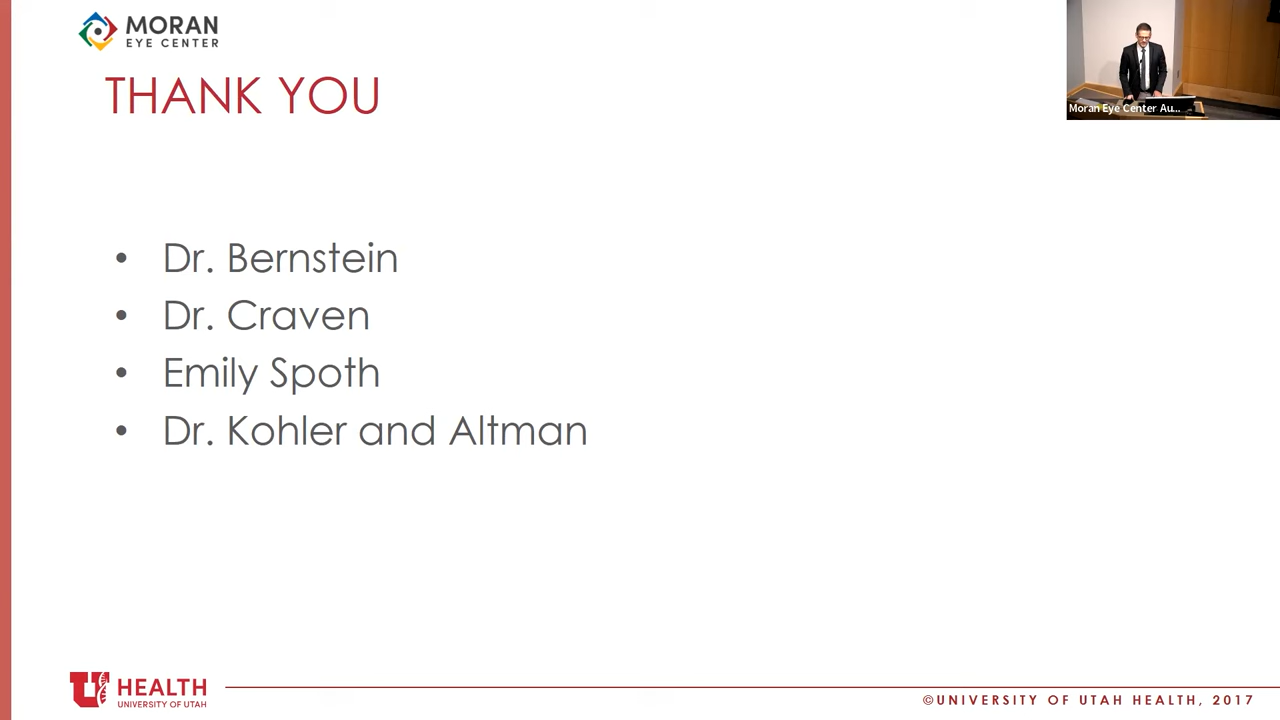 MORAN
EYE CENTER
THANK YOU
Moran Eye Center Au...
• Dr. Bernstein
• Dr. Craven
• Emily Spoth
• Dr. Kohler and Altman
U HEALTH
UNIVERSITY OF UTAH
©UNIVERSITY OF UTAH HEALTH, 2017